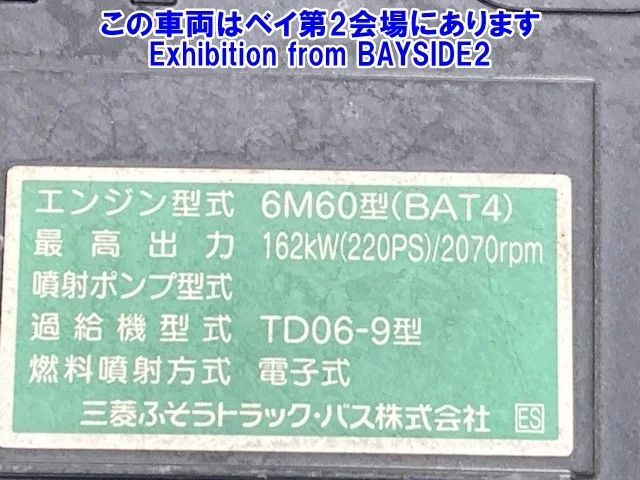 この車両はベイ第2会場にあります
Exhibition from BAYSIDE2
エンジン型式 6M60型(BAT4)
最高出力 162kW(220PS)/2070rpm
噴射ポンプ型式
過給機型式 TD06-9型
燃料噴射方式 電子式
三菱ふそうトラック・バス株式会社 ES